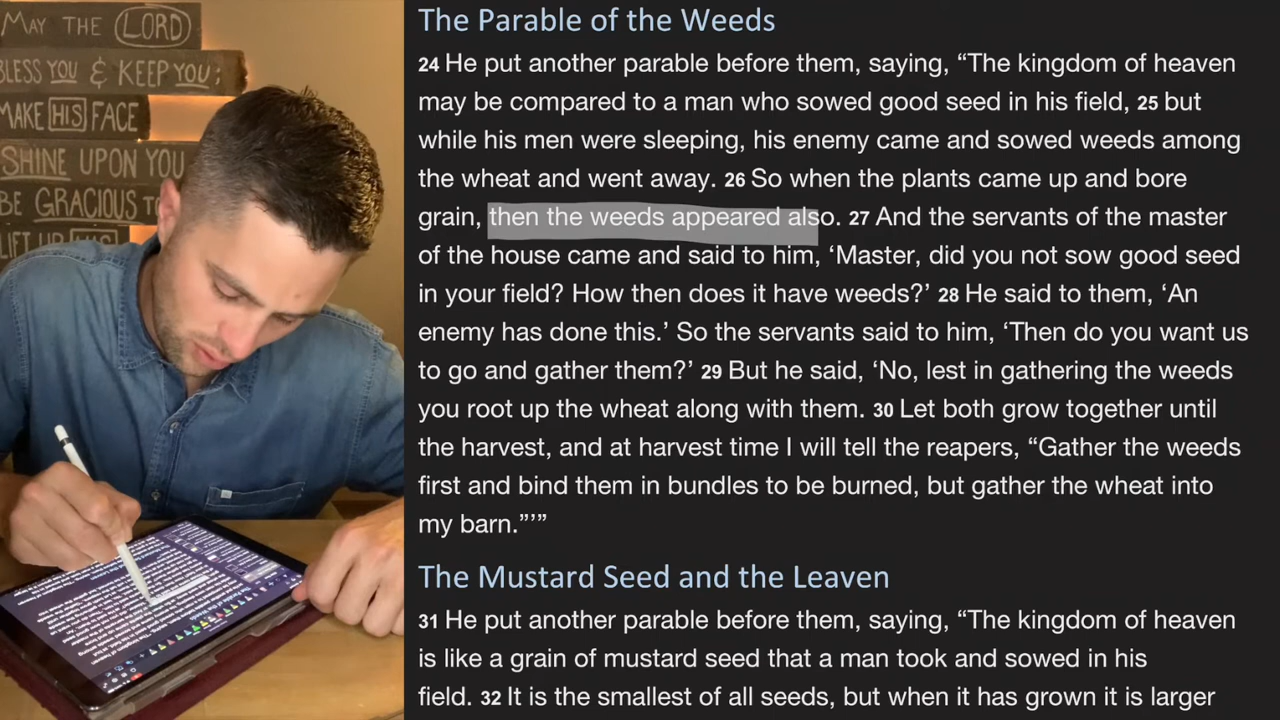 MAY THE LORD
BLESS YOU & KEEP YOU;
MAKE HIS FACE
SHINE UPON YOU
BE GRACIOUS TO
LIFT UP HIS
The Parable of the Weeds
24 He put another parable before them, saying, “The kingdom of heaven
may be compared to a man who sowed good seed in his field, 25 but
while his men were sleeping, his enemy came and sowed weeds among
the wheat and went away. 26 So when the plants came up and bore
grain, then the weeds appeared also. 27 And the servants of the master
of the house came and said to him, ‘Master, did you not sow good seed
in your field? How then does it have weeds?’ 28 He said to them, ‘An
enemy has done this.’ So the servants said to him, ‘Then do you want us
to go and gather them?’ 29 But he said, ‘No, lest in gathering the weeds
you root up the wheat along with them. 30 Let both grow together until
the harvest, and at harvest time I will tell the reapers, “Gather the weeds
first and bind them in bundles to be burned, but gather the wheat into
my barn.”’”
The Mustard Seed and the Leaven
31 He put another parable before them, saying, “The kingdom of heaven
is like a grain of mustard seed that a man took and sowed in his
field. 32 It is the smallest of all seeds, but when it has grown it is larger